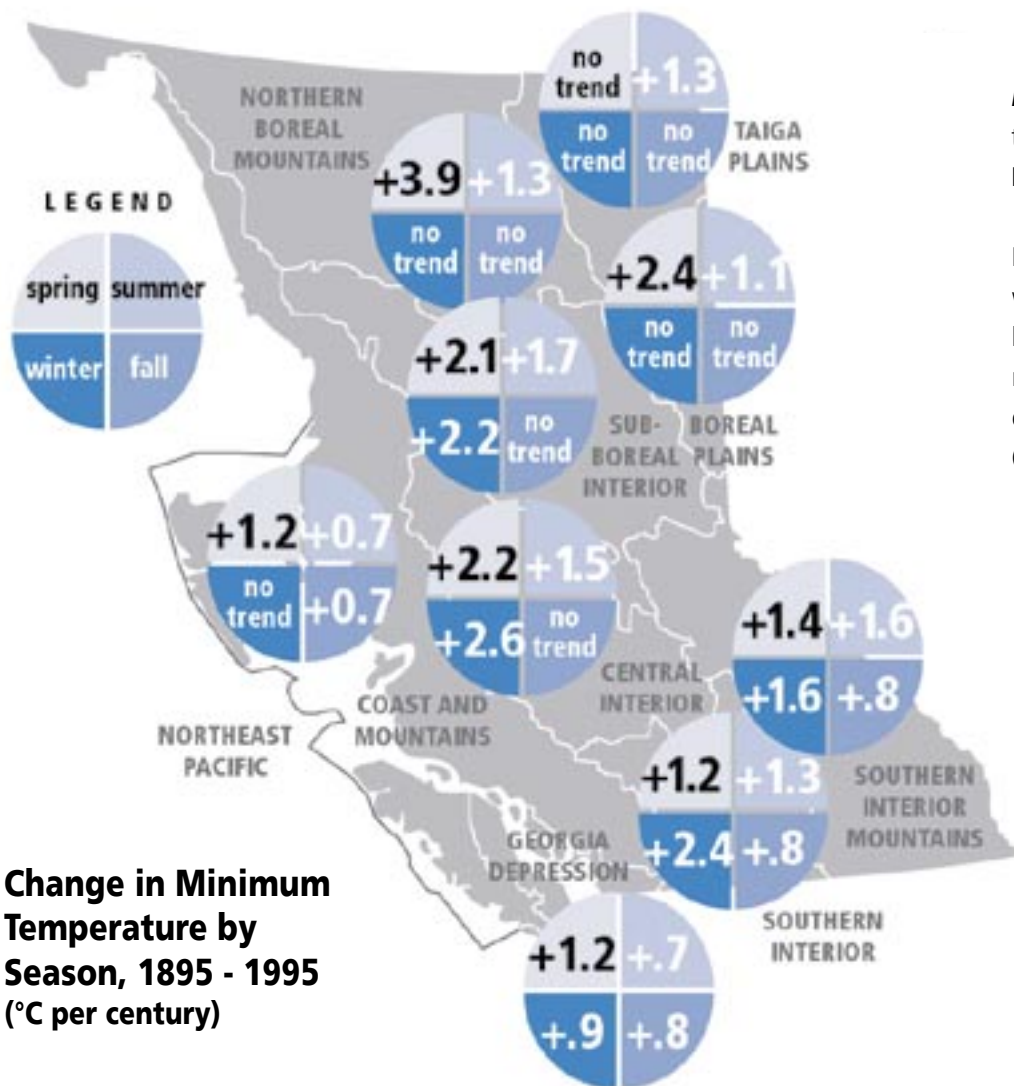 no
trend
+1.3
no
trend
no
trend
TAIGA
PLAINS
NORTHERN
BOREAL
MOUNTAINS
+3.9
+1.3
no
trend
no
trend
LEGEND
spring
summer
winter
fall
+2.4
+1.1
no
trend
no
trend
BOREAL
PLAINS
+2.1
+1.7
+2.2
no
trend
SUB-
BOREAL
INTERIOR
+1.2
+0.7
no
trend
+0.7
NORTHEAST
PACIFIC
COAST AND
MOUNTAINS
+2.2
+1.5
+2.6
no
trend
CENTRAL
INTERIOR
+1.4
+1.6
+1.6
+.8
SOUTHERN
INTERIOR
MOUNTAINS
+1.2
+1.3
+2.4
+.8
SOUTHERN
INTERIOR
GEORGIA
DEPRESSION
+1.2
+.7
+.9
+.8
Change in Minimum
Temperature by
Season, 1895 - 1995
(°C per century)